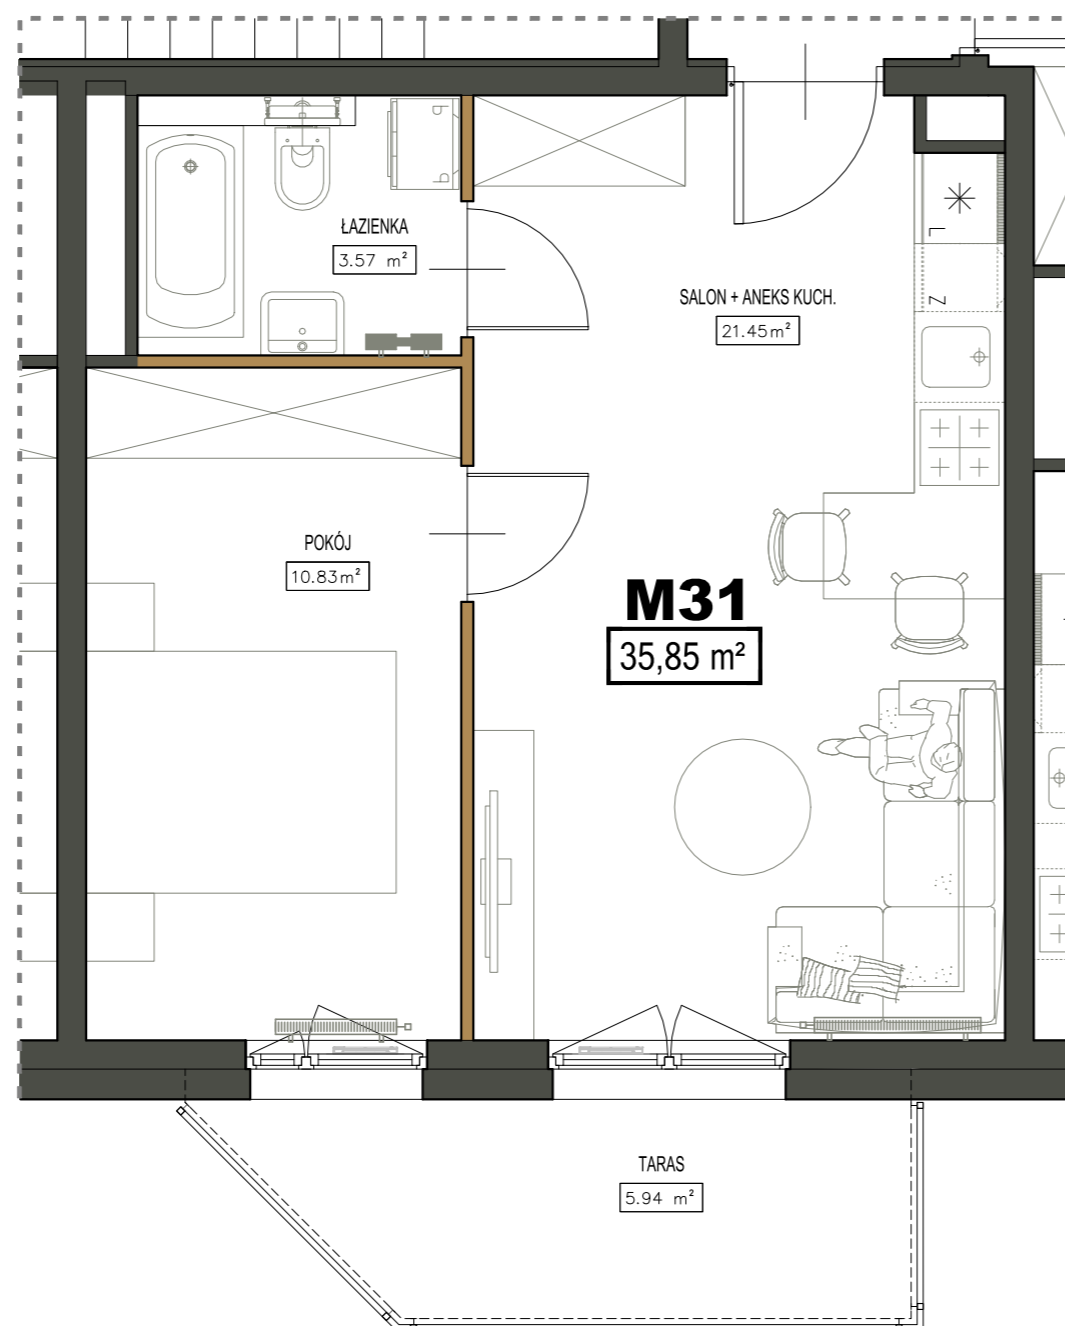 ŁAZIENKA
3.57 m²
SALON + ANEKS KUCH.
21.45m²
L
Z
POKÓJ
10.83m²
M31
35,85 m²
TARAS
5.94 m²